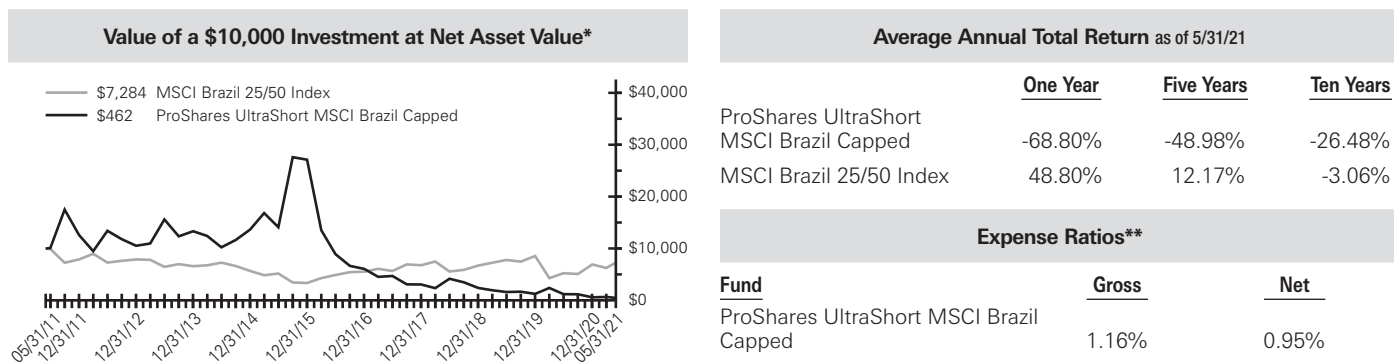 Value of a $10,000 Investment at Net Asset Value*
$7,284 MSCI Brazil 25/50 Index
$462 ProShares UltraShort MSCI Brazil Capped
$40,000
$30,000
$20,000
$10,000
$0
05/31/11
12/31/11
12/31/12
12/31/13
12/31/14
12/31/15
12/31/16
12/31/17
12/31/18
12/31/19
12/31/20
05/31/21
Average Annual Total Return as of 5/31/21
One Year Five Years Ten Years
ProShares UltraShort
MSCI Brazil Capped -68.80% -48.98% -26.48%
MSCI Brazil 25/50 Index 48.80% 12.17% -3.06%
Expense Ratios**
Fund Gross Net
ProShares UltraShort MSCI Brazil
Capped 1.16% 0.95%